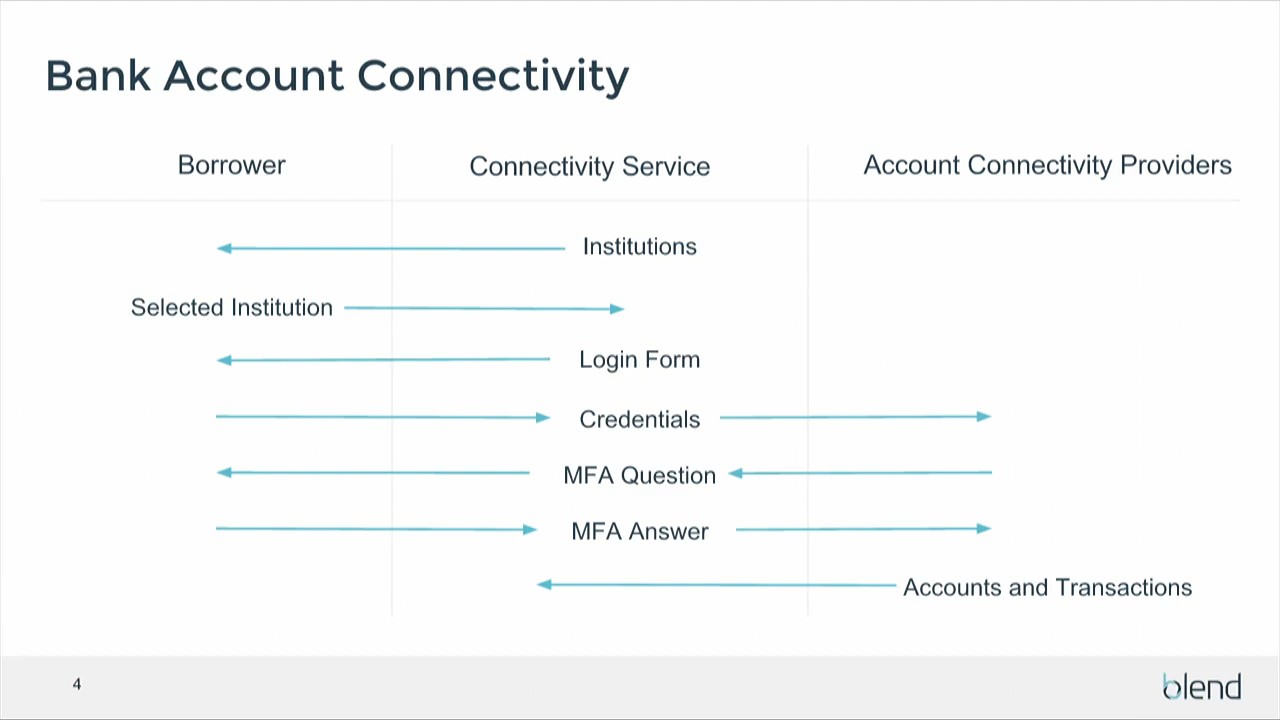 Bank Account Connectivity
Borrower
Connectivity Service
Account Connectivity Providers
Institutions
Selected Institution
Login Form
Credentials
MFA Question
MFA Answer
Accounts and Transactions
4
blend